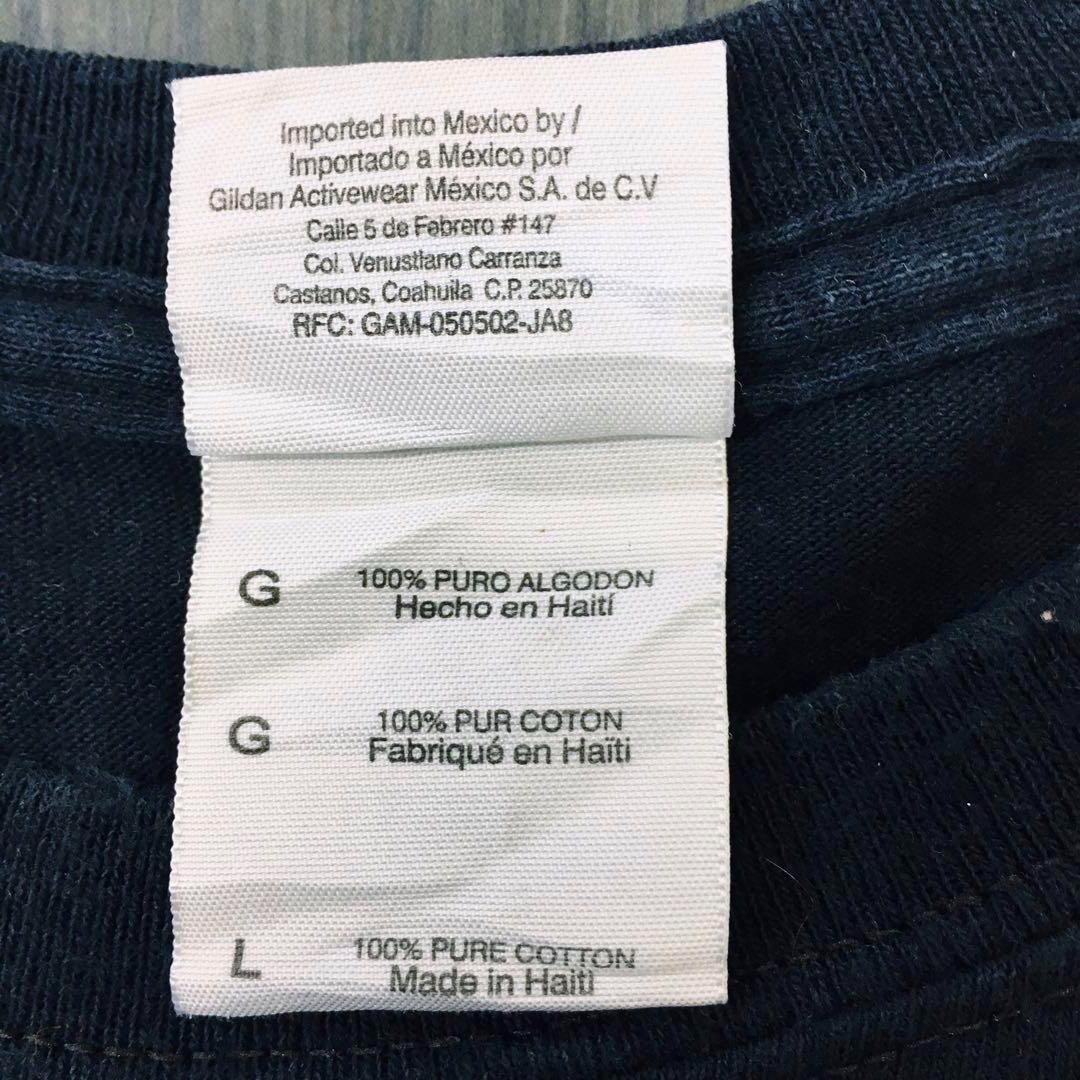 Imported into Mexico by /
Importado a México por
Gildan Activewear México S.A. de C.V
Calle 5 de Febrero #147
Col. Venustiano Carranza
Castanos, Coahuila C.P. 25870
RFC: GAM-050502-JA8
G 100% PURO ALGODON
Hecho en Haití
G 100% PUR COTON
Fabriqué en Haïti
L 100% PURE COTTON
Made in Haiti